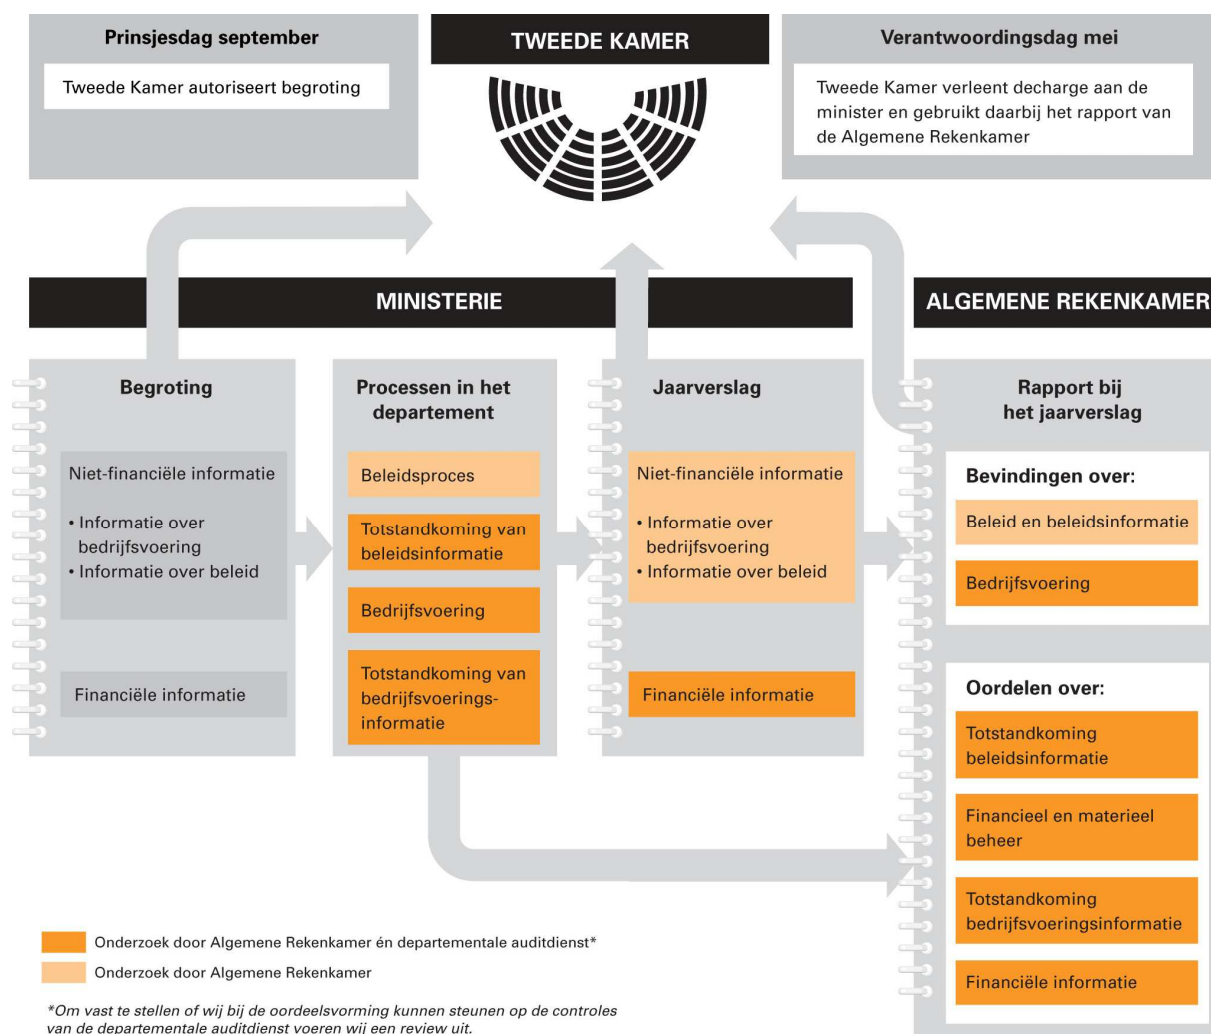 Prinsjesdag september
Tweede Kamer autoriseert begroting
TWEEDE KAMER
Verantwoordingsdag mei
Tweede Kamer verleent decharge aan de
minister en gebruikt daarbij het rapport van
de Algemene Rekenkamer
MINISTERIE
ALGEMENE REKENKAMER
Begroting
Niet-financiële informatie
• Informatie over
bedrijfsvoering
• Informatie over beleid
Financiële informatie
Processen in het
departement
Beleidsproces
Totstandkoming van
beleidsinformatie
Bedrijfsvoering
Totstandkoming van
bedrijfsvoerings-
informatie
Jaarverslag
Niet-financiële informatie
• Informatie over
bedrijfsvoering
• Informatie over beleid
Financiële informatie
Rapport bij
het jaarverslag
Bevindingen over:
Beleid en beleidsinformatie
Bedrijfsvoering
Oordelen over:
Totstandkoming
beleidsinformatie
Financieel en materieel
beheer
Totstandkoming
bedrijfsvoeringsinformatie
Financiële informatie
Onderzoek door Algemene Rekenkamer én departementale auditdienst*
Onderzoek door Algemene Rekenkamer
*Om vast te stellen of wij bij de oordeelsvorming kunnen steunen op de controles
van de departementale auditdienst voeren wij een review uit.